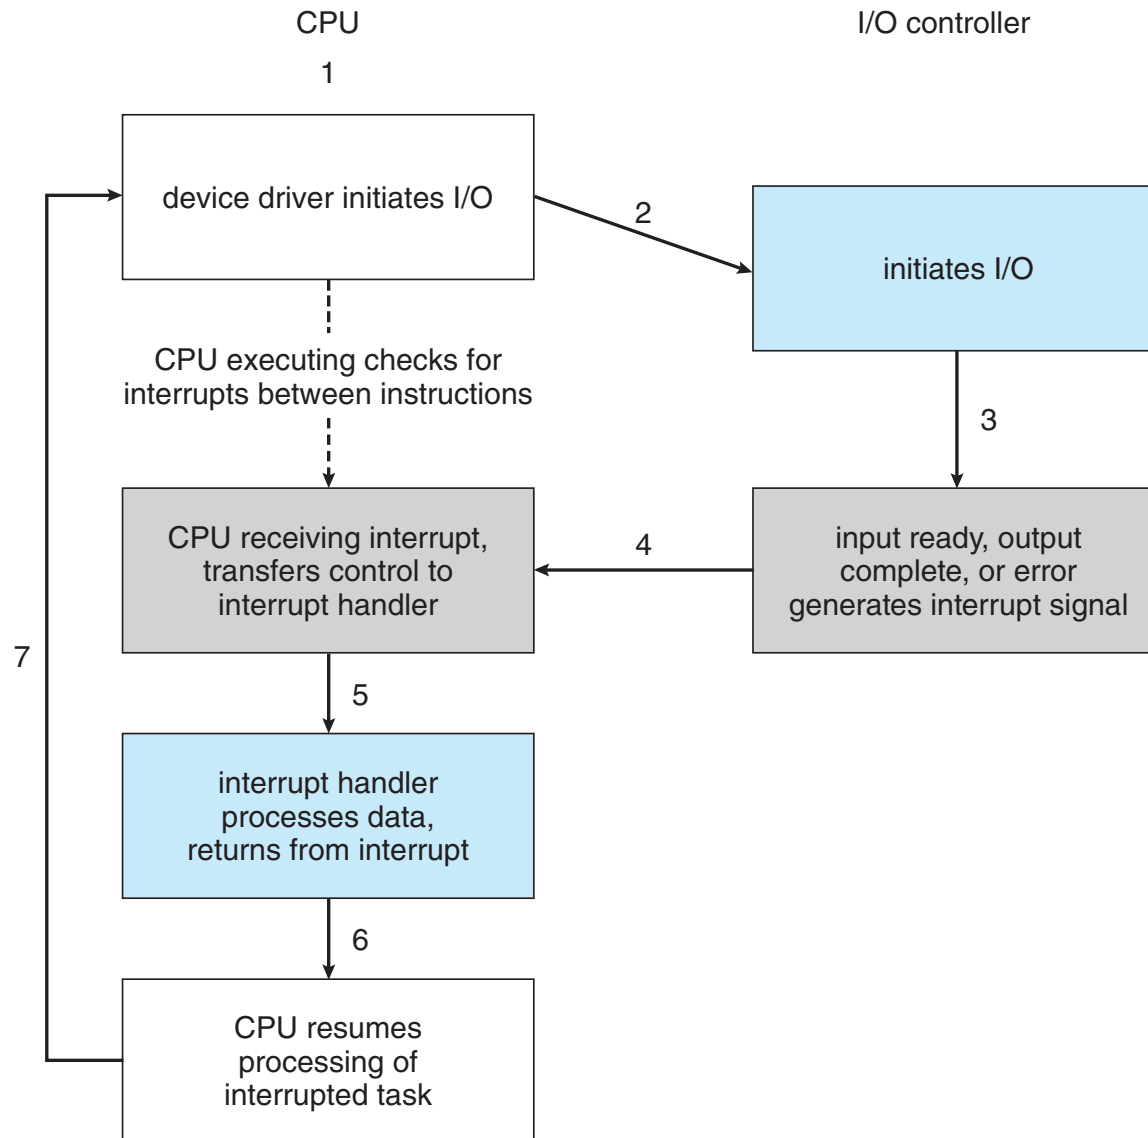 CPU
I/O controller
1
device driver initiates I/O
2
initiates I/O
CPU executing checks for
interrupts between instructions
3
CPU receiving interrupt,
transfers control to
interrupt handler
4
input ready, output
complete, or error
generates interrupt signal
7
5
interrupt handler
processes data,
returns from interrupt
6
CPU resumes
processing of
interrupted task